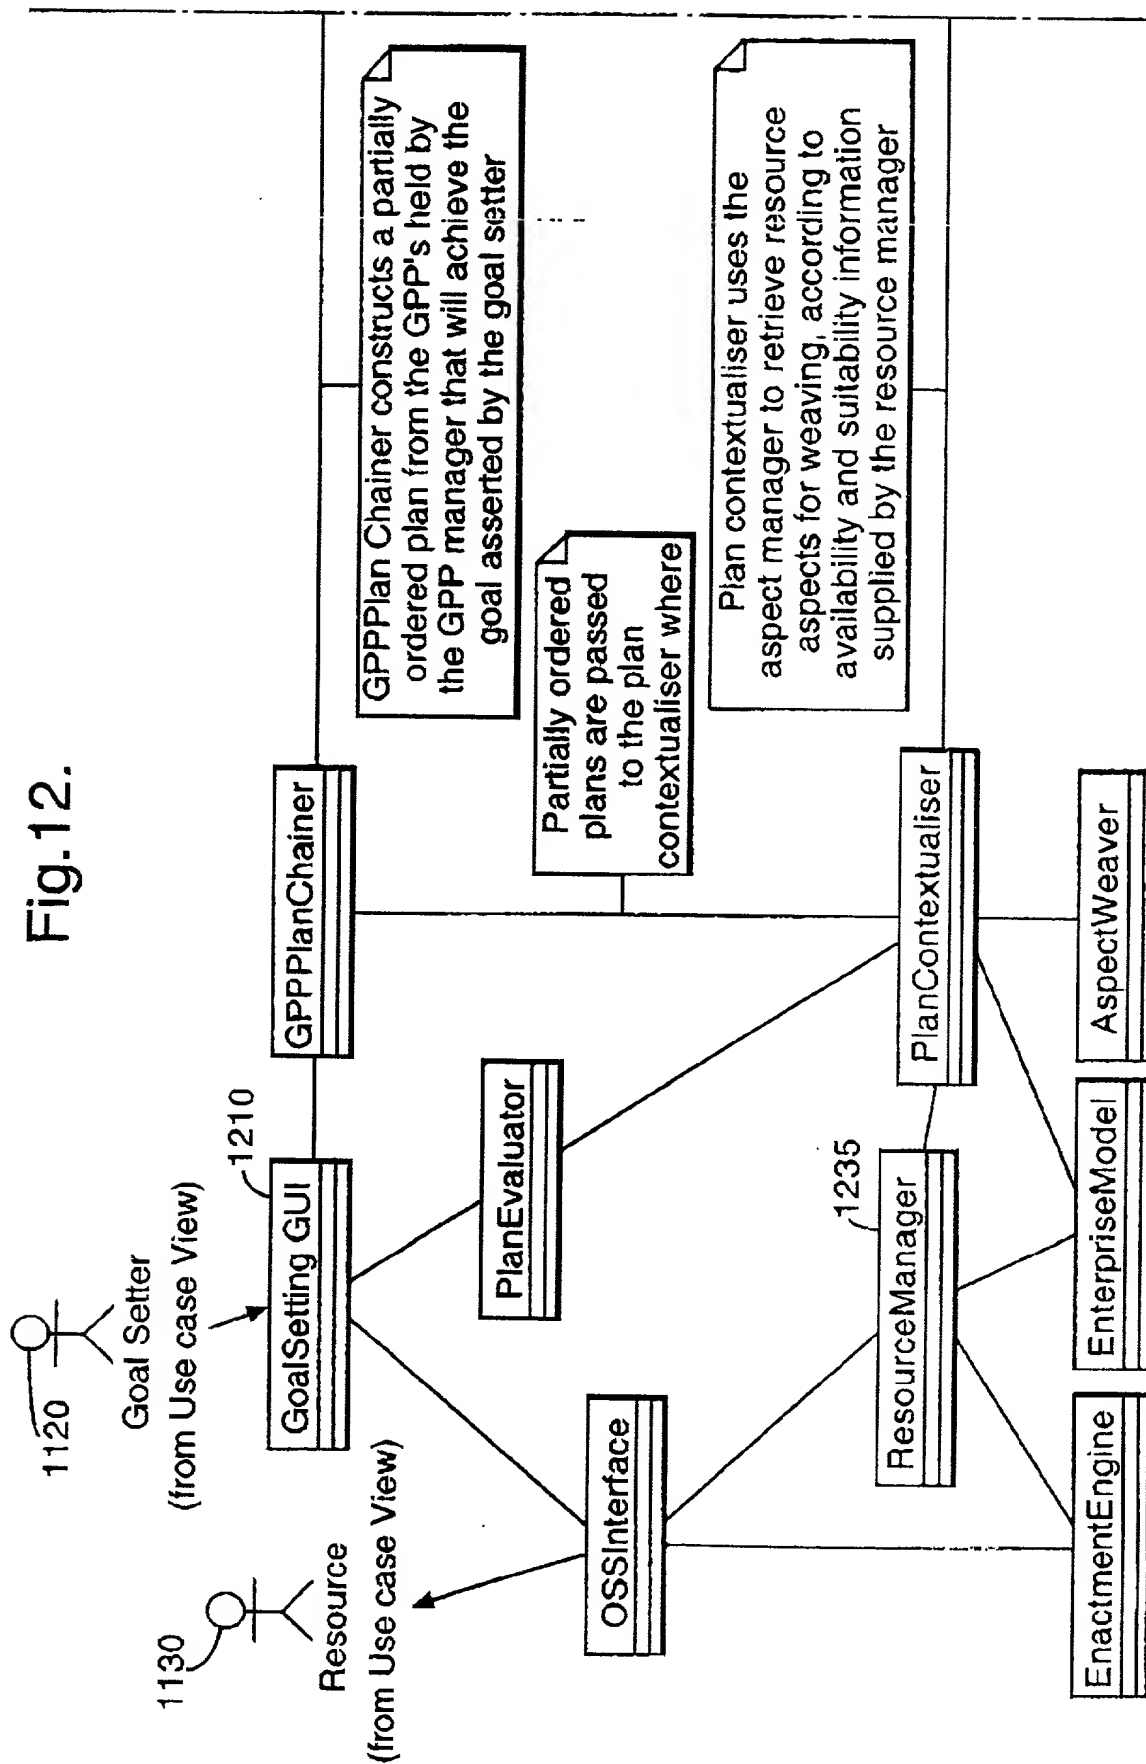 Fig.12.
1120
Goal Setter
(from Use case View)
1130
Resource
(from Use case View)
1210
GoalSetting GUI
GPPPlanChainer
GPPPlan Chainer constructs a partially
ordered plan from the GPP's held by
the GPP manager that will achieve the
goal asserted by the goal setter
PlanEvaluator
Partially ordered
plans are passed
to the plan
contextualiser where
OSSInterface
1235
ResourceManager
PlanContextualiser
Plan contextualiser uses the
aspect manager to retrieve resource
aspects for weaving, according to
availability and suitability information
supplied by the resource manager
EnactmentEngine
EnterpriseModel
AspectWeaver